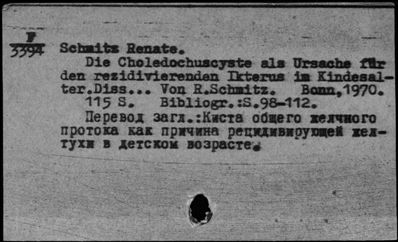 F
3394
Schmitz Renate.
Die Choledochuscyste als Ursache für
den rezidivierenden Ikterus im Kindesal-
ter.Diss... Von R.Schmitz. Bonn,1970.
115 S. Bibliogr.:S.98-112.
Перевод загл.:Киста общего желчного
протока как причина рецидивирующей жел-
тухи в детском возрасте.